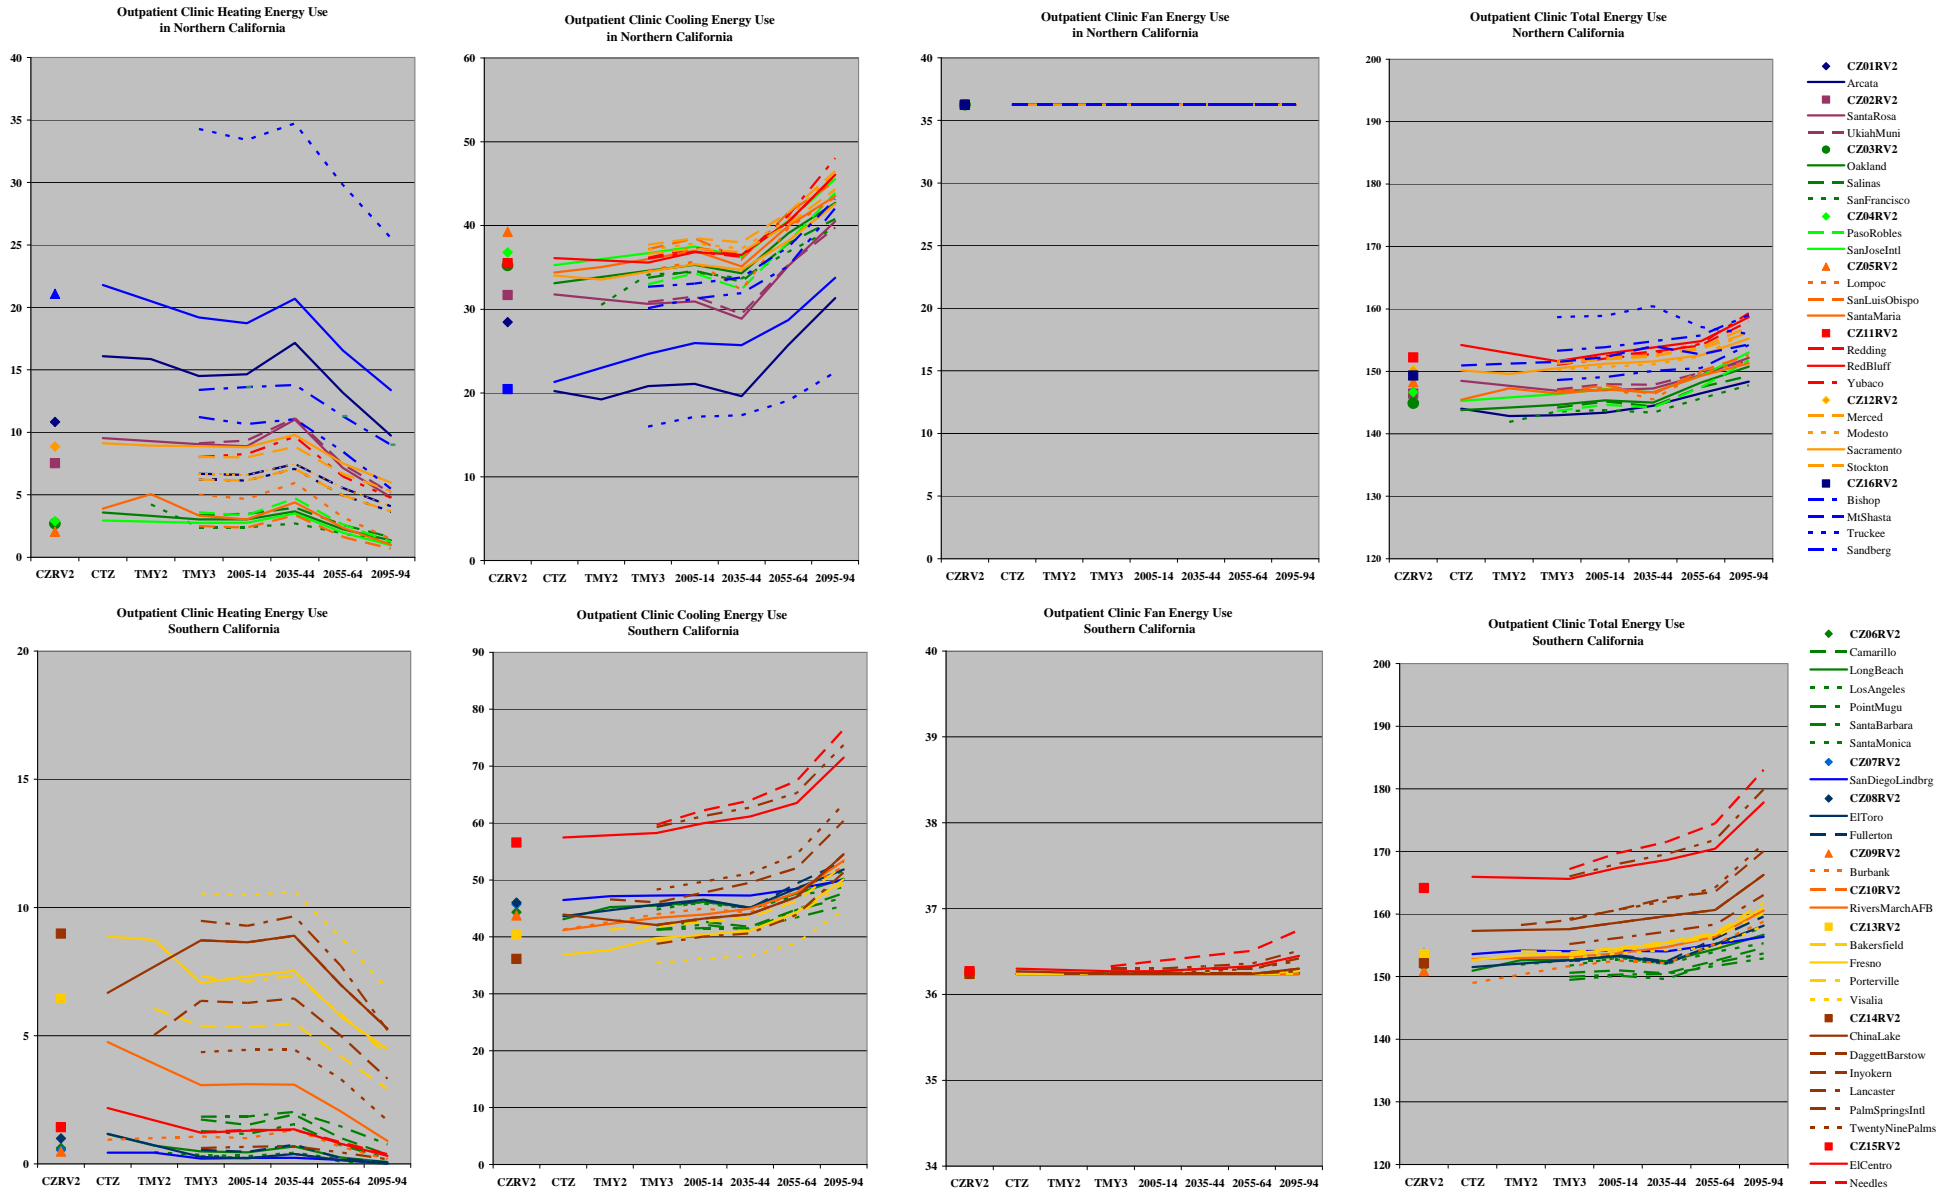 Outpatient Clinic Heating Energy Use
in Northern California
40
35
30
25
20
15
10
5
0
CZRV2 CTZ TMY2 TMY3 2005-14 2035-44 2055-64 2095-94
Outpatient Clinic Cooling Energy Use
in Northern California
60
50
40
30
20
10
0
CZRV2 CTZ TMY2 TMY3 2005-14 2035-44 2055-64 2095-94
Outpatient Clinic Fan Energy Use
in Northern California
40
35
30
25
20
15
10
5
0
CZRV2 CTZ TMY2 TMY3 2005-14 2035-44 2055-64 2095-94
Outpatient Clinic Total Energy Use
Northern California
200
190
180
170
160
150
140
130
120
CZRV2 CTZ TMY2 TMY3 2005-14 2035-44 2055-64 2095-94
CZ01RV2
Arcata
CZ02RV2
SantaRosa
UkiahMuni
CZ03RV2
Oakland
Salinas
SanFrancisco
CZ04RV2
PasoRobles
SanJoseIntl
CZ05RV2
Lompoc
SanLuisObispo
SantaMaria
CZ11RV2
Redding
RedBluff
Yubaco
CZ12RV2
Merced
Modesto
Sacramento
Stockton
CZ16RV2
Bishop
MtShasta
Truckee
Sandberg
Outpatient Clinic Heating Energy Use
Southern California
20
15
10
5
0
CZRV2 CTZ TMY2 TMY3 2005-14 2035-44 2055-64 2095-94
Outpatient Clinic Cooling Energy Use
Southern California
90
80
70
60
50
40
30
20
10
0
CZRV2 CTZ TMY2 TMY3 2005-14 2035-44 2055-64 2095-94
Outpatient Clinic Fan Energy Use
Southern California
40
39
38
37
36
35
34
CZRV2 CTZ TMY2 TMY3 2005-14 2035-44 2055-64 2095-94
Outpatient Clinic Total Energy Use
Southern California
200
190
180
170
160
150
140
130
120
CZRV2 CTZ TMY2 TMY3 2005-14 2035-44 2055-64 2095-94
CZ06RV2
Camarillo
LongBeach
LosAngeles
PointMugu
SantaBarbara
SantaMonica
CZ07RV2
SanDiegoLindbrg
CZ08RV2
ElToro
Fullerton
CZ09RV2
Burbank
CZ10RV2
RiversMarchAFB
CZ13RV2
Bakersfield
Fresno
Porterville
Visalia
CZ14RV2
ChinaLake
DaggettBarstow
Inyokern
Lancaster
PalmSpringsIntl
TwentyNinePalms
CZ15RV2
ElCentro
Needles